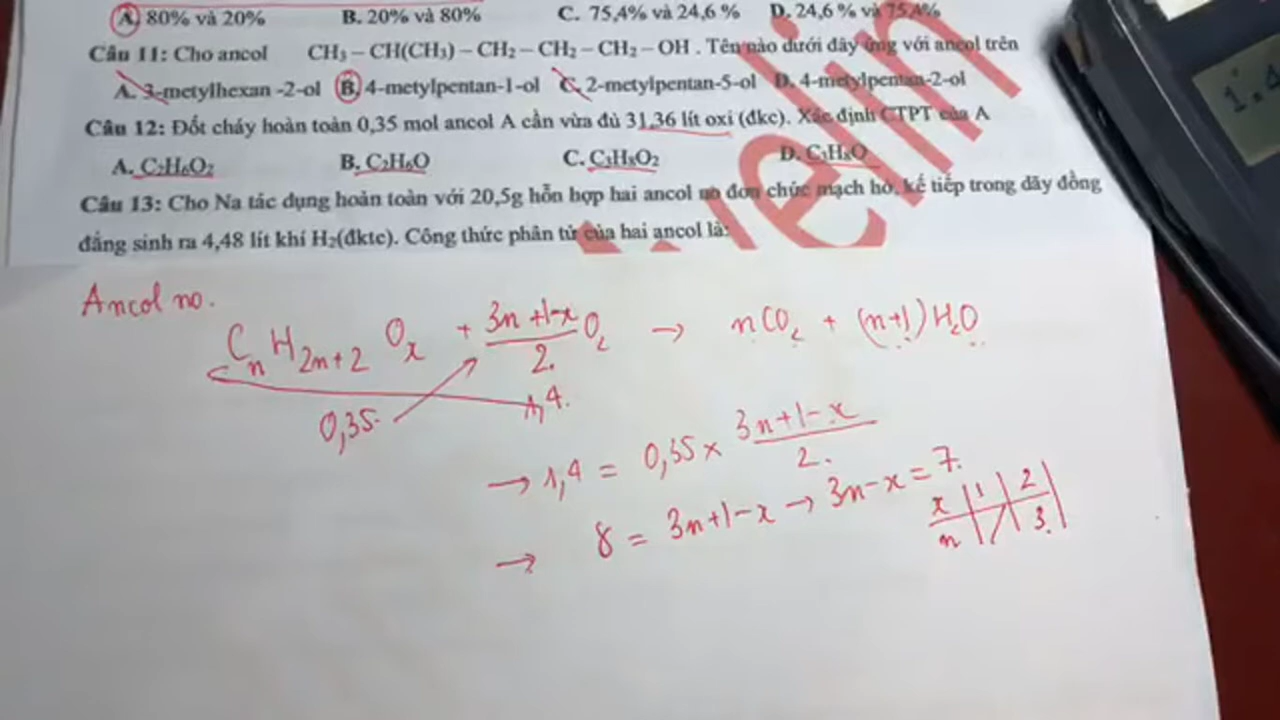 A. 80% và 20% B. 20% và 80% C. 75,4% và 24,6 % D. 24,6 % và 75,4%
Câu 11: Cho ancol CH₃ – CH(CH₃) – CH₂ – CH₂ – CH₂ – OH . Tên nào dưới đây ứng với ancol trên
A. 3-metylhexan -2-ol B. 4-metylpentan-1-ol C. 2-metylpentan-5-ol D. 4-metylpentan-2-ol
Câu 12: Đốt cháy hoàn toàn 0,35 mol ancol A cần vừa đủ 31,36 lít oxi (đkc). Xác định CTPT của A
A. C₂H₆O₂ B. C₂H₆O C. C₃H₈O₂ D. C₃H₈O
Câu 13: Cho Na tác dụng hoàn toàn với 20,5g hỗn hợp hai ancol no đơn chức mạch hở, kế tiếp trong dãy đồng
đẳng sinh ra 4,48 lít khí H₂(đktc). Công thức phân tử của hai ancol là:
Ancol no.
CₙH₂ₙ₊₂Oₓ + (3n+1-x)/2 O₂ → nCO₂ + (n+1)H₂O
0,35 1,4.
→ 1,4 = 0,35 × (3n+1-x)/2.
→ 8 = 3n+1-x → 3n-x = 7.
x 1 2
n / 3
1.4